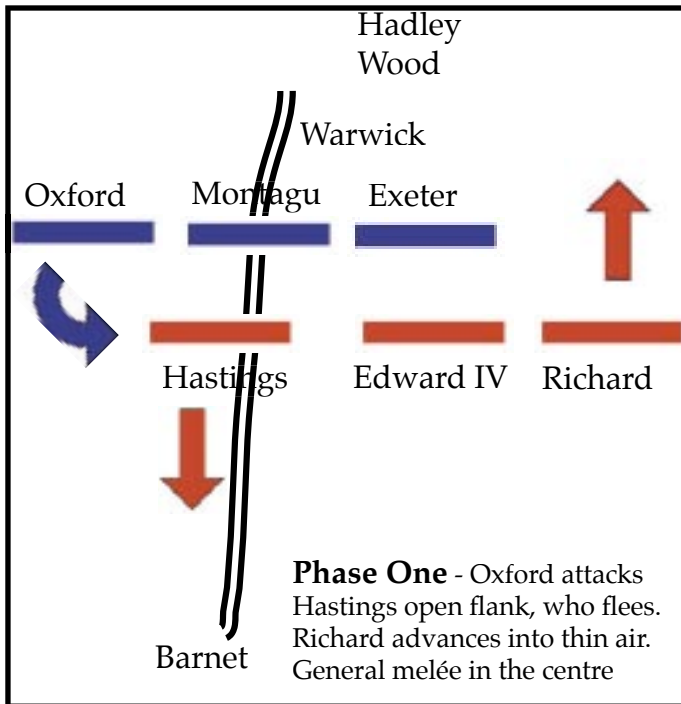 Hadley
Wood
Warwick
Oxford
Montagu
Exeter
Hastings
Edward IV
Richard
Phase One - Oxford attacks
Hastings open flank, who flees.
Richard advances into thin air.
General melée in the centre
Barnet